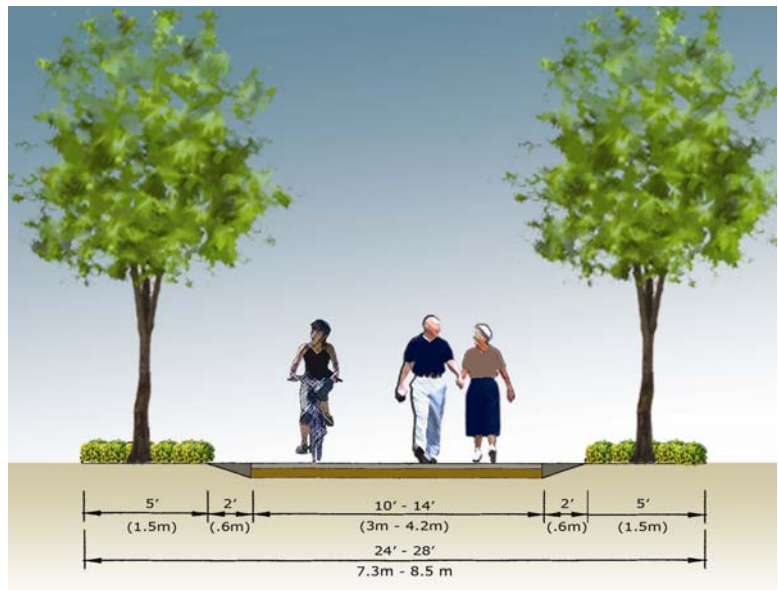 5' 2' 10' - 14' 2' 5'
(1.5m) (.6m) (3m - 4.2m) (.6m) (1.5m)
24' - 28'
7.3m - 8.5 m